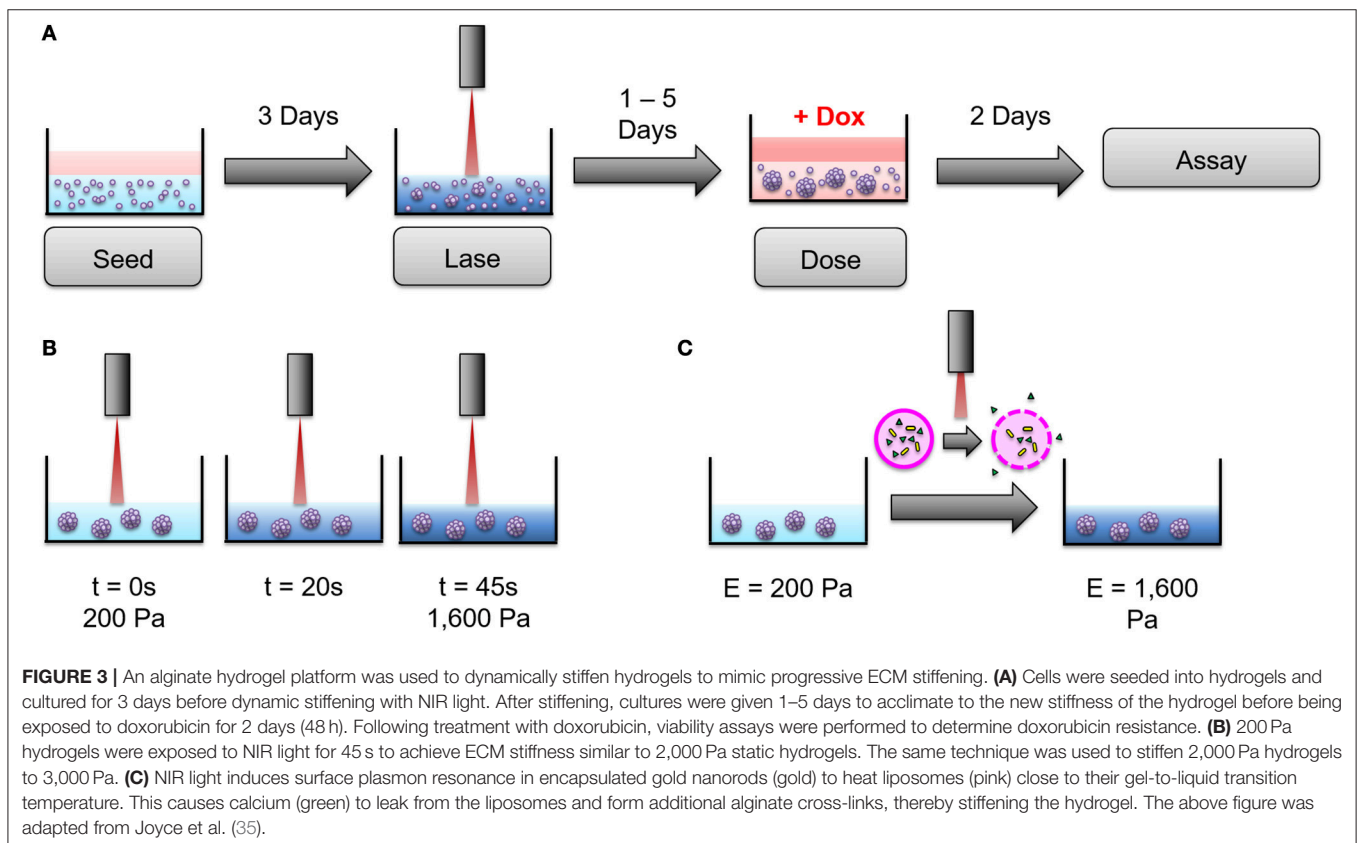 A
3 Days
1 – 5
Days
+ Dox
2 Days
Assay
Seed
Lase
Dose
B
t = 0s
200 Pa
t = 20s
t = 45s
1,600 Pa
C
E = 200 Pa
E = 1,600
Pa
FIGURE 3 | An alginate hydrogel platform was used to dynamically stiffen hydrogels to mimic progressive ECM stiffening. (A) Cells were seeded into hydrogels and
cultured for 3 days before dynamic stiffening with NIR light. After stiffening, cultures were given 1–5 days to acclimate to the new stiffness of the hydrogel before being
exposed to doxorubicin for 2 days (48 h). Following treatment with doxorubicin, viability assays were performed to determine doxorubicin resistance. (B) 200 Pa
hydrogels were exposed to NIR light for 45 s to achieve ECM stiffness similar to 2,000 Pa static hydrogels. The same technique was used to stiffen 2,000 Pa hydrogels
to 3,000 Pa. (C) NIR light induces surface plasmon resonance in encapsulated gold nanorods (gold) to heat liposomes (pink) close to their gel-to-liquid transition
temperature. This causes calcium (green) to leak from the liposomes and form additional alginate cross-links, thereby stiffening the hydrogel. The above figure was
adapted from Joyce et al. (35).